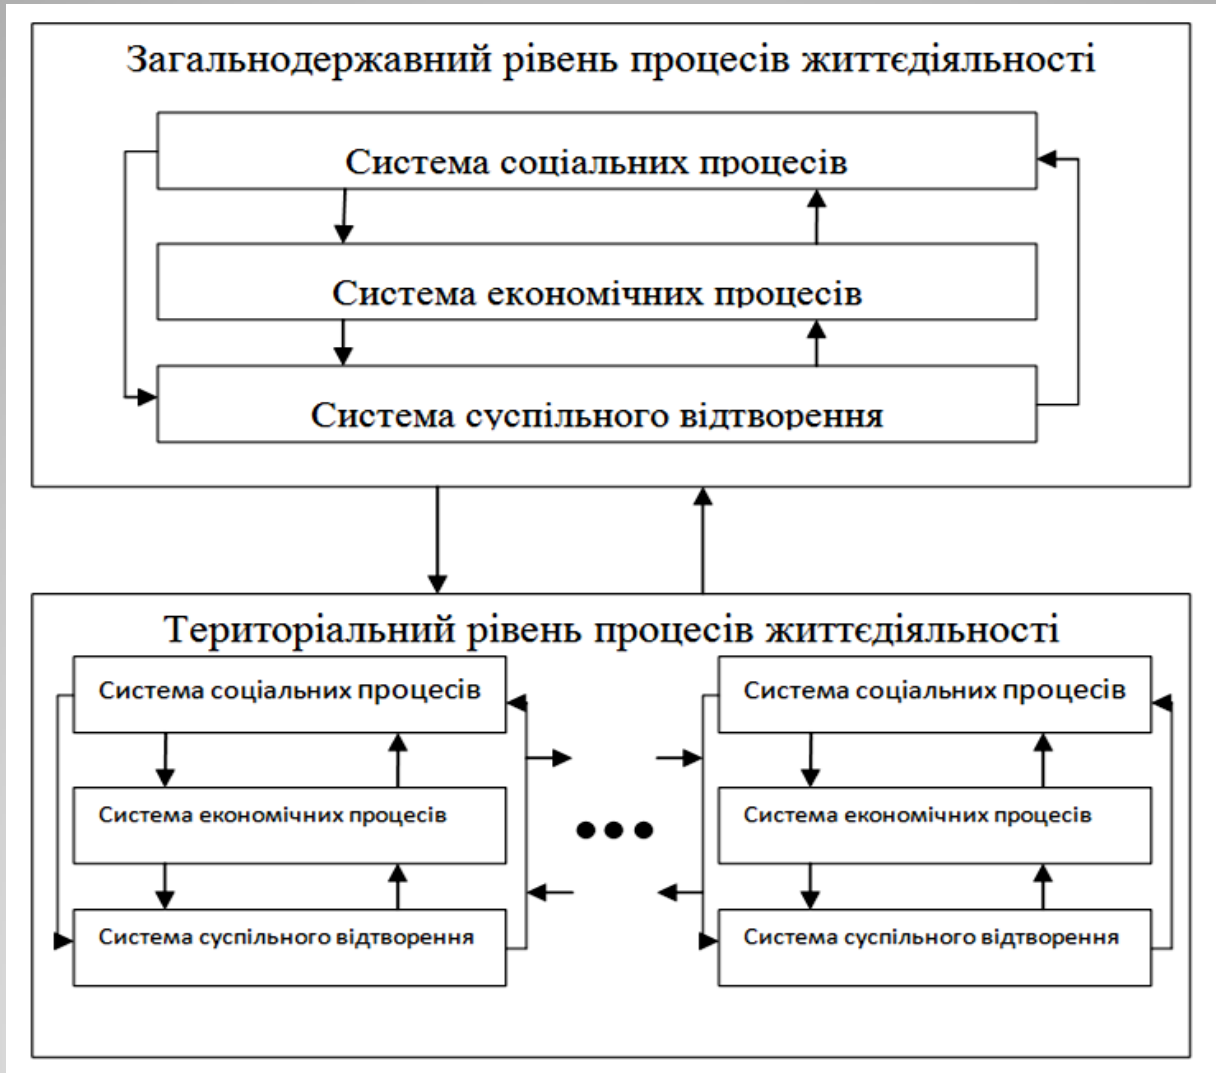 Загальнодержавний рівень процесів життєдіяльності
Система соціальних процесів
Система економічних процесів
Система суспільного відтворення
Територіальний рівень процесів життєдіяльності
Система соціальних процесів
Система економічних процесів
Система суспільного відтворення
Система соціальних процесів
Система економічних процесів
Система суспільного відтворення